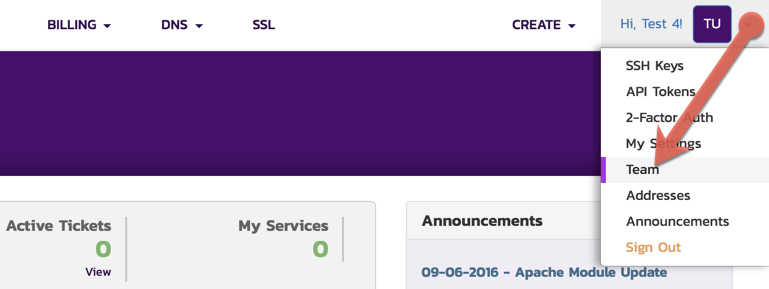 BILLING DNS SSL CREATE Hi, Test 4! TU
SSH Keys
API Tokens
2-Factor Auth
My Settings
Team
Addresses
Announcements
Sign Out
Active Tickets
0
View
My Services
0
Announcements
09-06-2016 - Apache Module Update